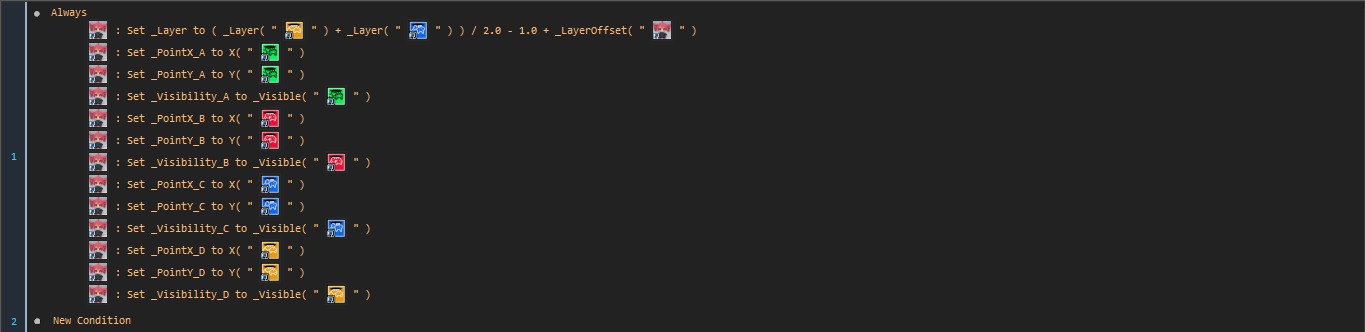 Always
: Set _Layer to ( _Layer( " " ) + _Layer( " " ) ) / 2.0 - 1.0 + _LayerOffset( " " )
: Set _PointX_A to X( " " )
: Set _PointY_A to Y( " " )
: Set _Visibility_A to _Visible( " " )
: Set _PointX_B to X( " " )
: Set _PointY_B to Y( " " )
1 : Set _Visibility_B to _Visible( " " )
: Set _PointX_C to X( " " )
: Set _PointY_C to Y( " " )
: Set _Visibility_C to _Visible( " " )
: Set _PointX_D to X( " " )
: Set _PointY_D to Y( " " )
: Set _Visibility_D to _Visible( " " )
2 New Condition